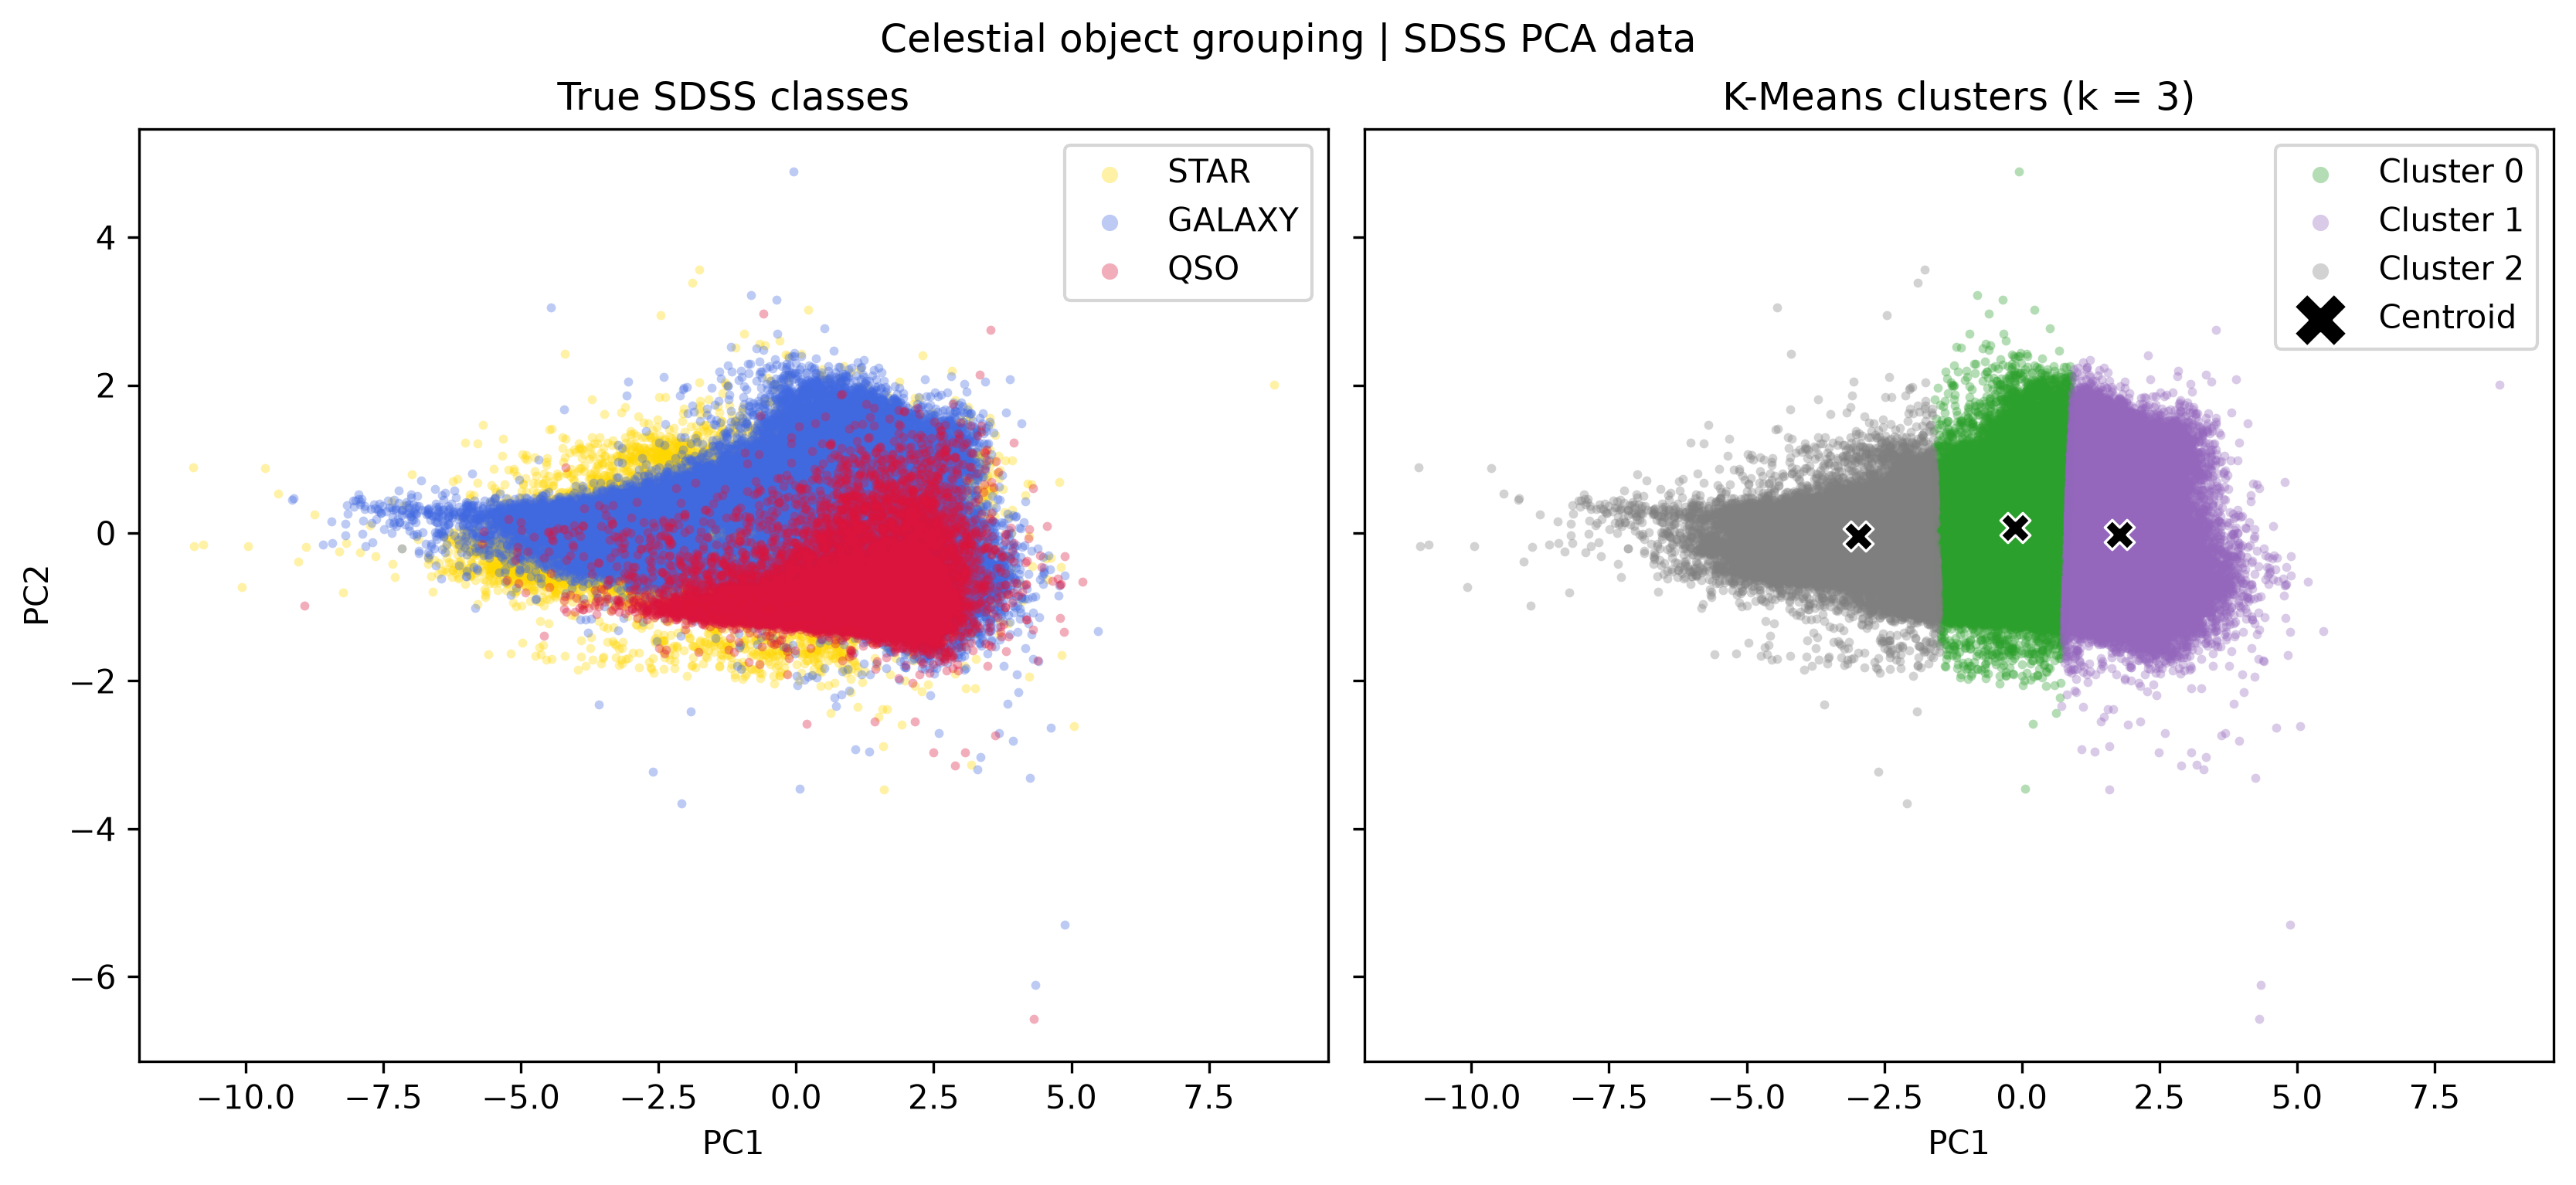 Celestial object grouping | SDSS PCA data
True SDSS classes
STAR
GALAXY
QSO
PC2
4
2
0
−2
−4
−6
−10.0 −7.5 −5.0 −2.5 0.0 2.5 5.0 7.5
PC1
K-Means clusters (k = 3)
Cluster 0
Cluster 1
Cluster 2
Centroid
−10.0 −7.5 −5.0 −2.5 0.0 2.5 5.0 7.5
PC1